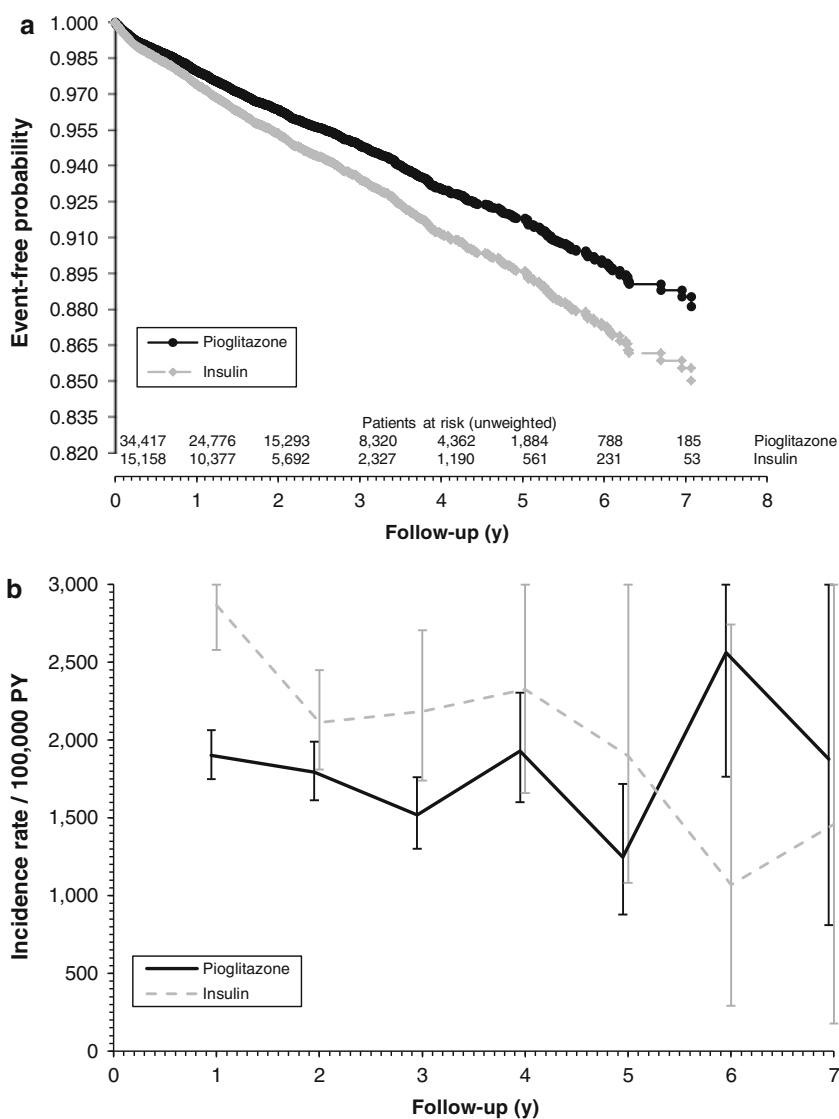 a
Event-free probability
1.000
0.985
0.970
0.955
0.940
0.925
0.910
0.895
0.880
0.865
0.850
0.835
0.820
Pioglitazone
Insulin
Patients at risk (unweighted)
34,417 24,776 15,293 8,320 4,362 1,884 788 185 Pioglitazone
15,158 10,377 5,692 2,327 1,190 561 231 53 Insulin
0 1 2 3 4 5 6 7 8
Follow-up (y)
b
Incidence rate / 100,000 PY
3,000
2,500
2,000
1,500
1,000
500
0
Pioglitazone
Insulin
0 1 2 3 4 5 6 7
Follow-up (y)